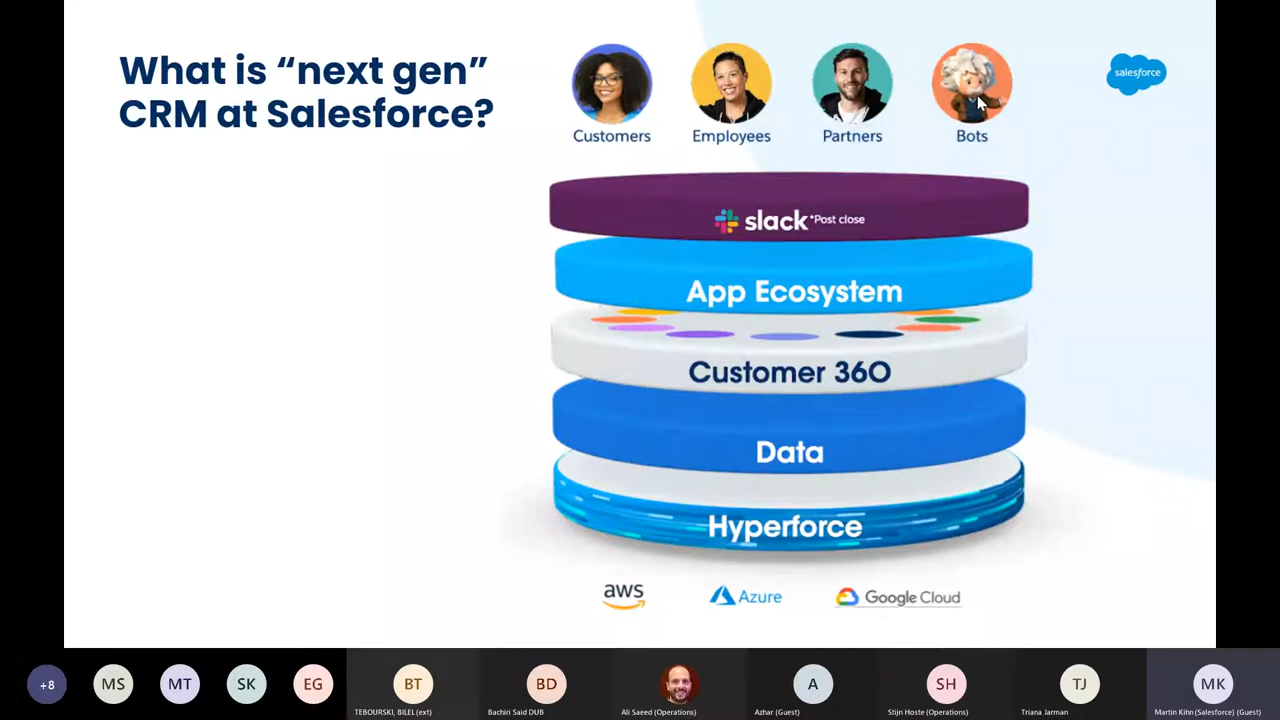 What is “next gen”
CRM at Salesforce?
Customers
Employees
Partners
Bots
salesforce
slack *Post close
App Ecosystem
Customer 360
Data
Hyperforce
aws
Azure
Google Cloud
+8
MS
MT
SK
EG
BT
BD
A
SH
TJ
MK
TEBOURSKI, BILEL (ext)
Bachiri Said DUB
Ali Saeed (Operations)
Azhar (Guest)
Stijn Hoste (Operations)
Triana Jarman
Martin Kihn (Salesforce) (Guest)